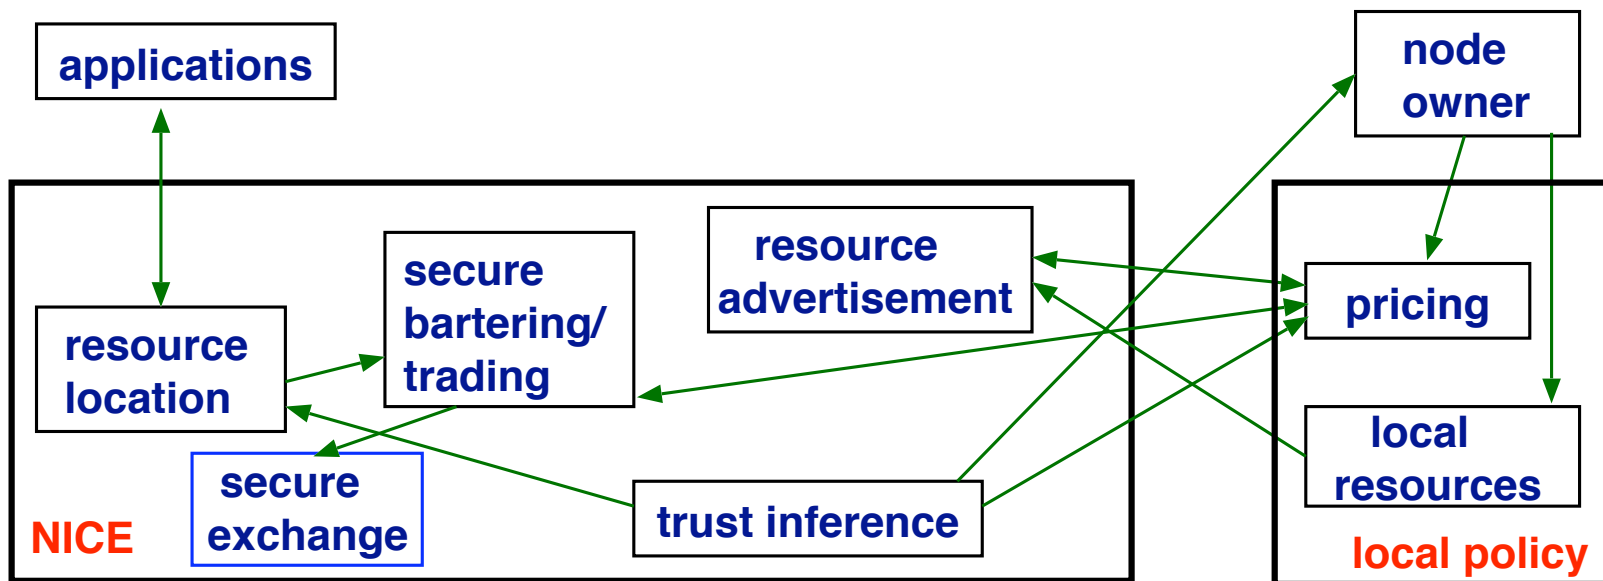 applications
node
owner
resource
advertisement
secure
bartering/
trading
pricing
resource
location
local
resources
secure
exchange
trust inference
NICE
local policy